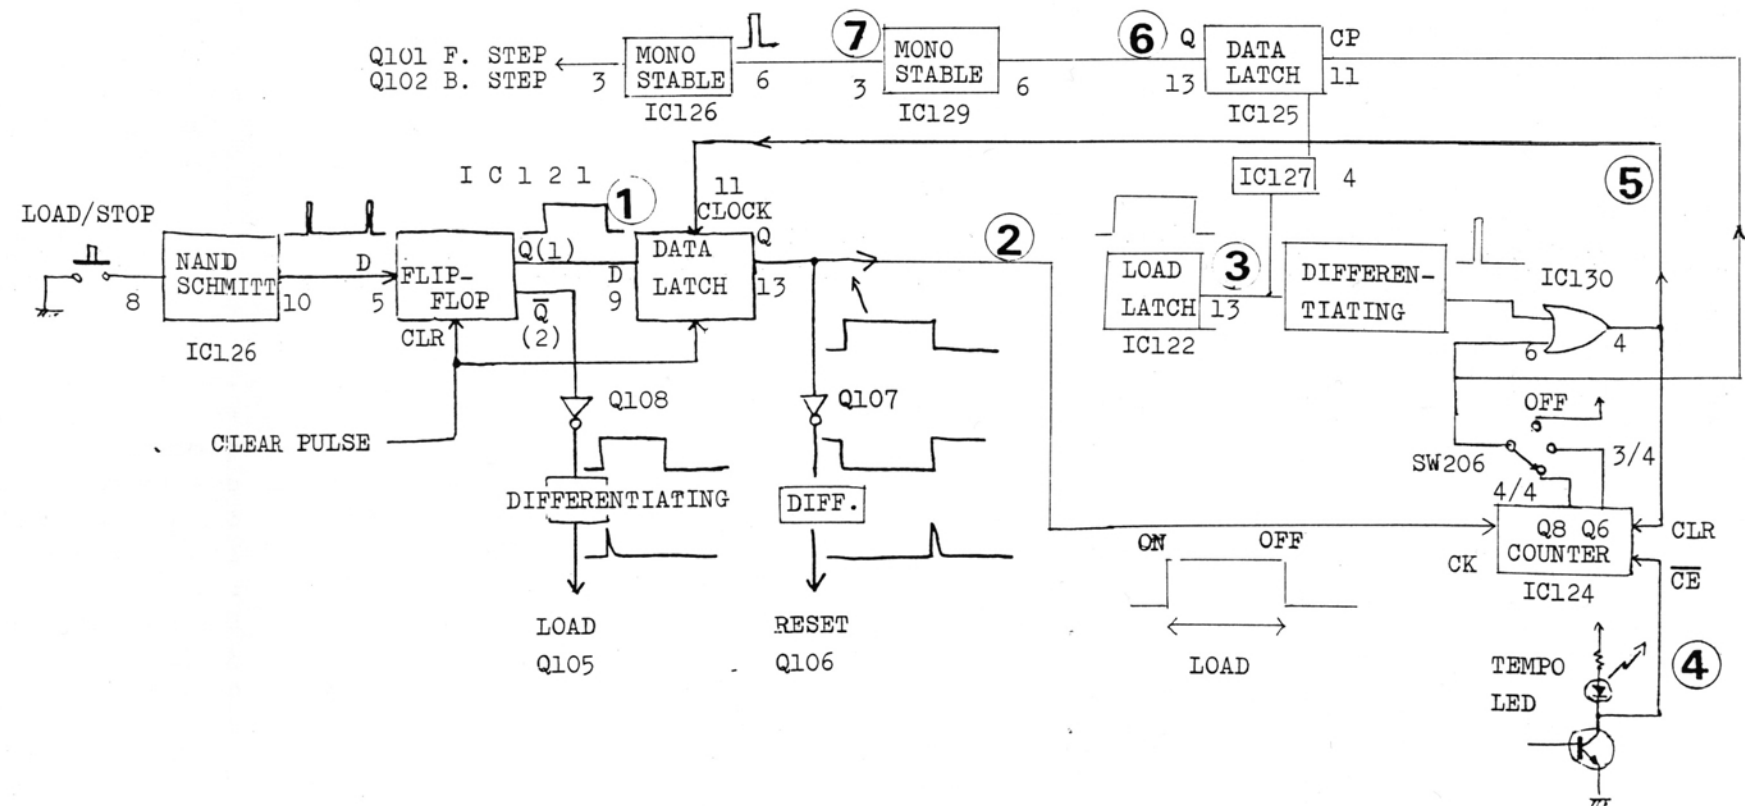 Q101 F. STEP
Q102 B. STEP
3
MONO
STABLE
IC126
6
7
3
MONO
STABLE
IC129
6
6
Q
13
DATA
LATCH
IC125
CP
11
IC127
4
5
LOAD/STOP
8
NAND
SCHMITT
10
IC126
IC121
D
5
FLIP-
FLOP
CLR
Q(1)
Q̅
(2)
1
11
CLOCK
D
9
DATA
LATCH
Q
13
2
LOAD
LATCH
IC122
3
13
DIFFEREN-
TIATING
IC130
6
4
CLEAR PULSE
Q108
DIFFERENTIATING
LOAD
Q105
Q107
DIFF.
RESET
Q106
OFF
SW206
3/4
4/4
Q8 Q6
COUNTER
IC124
CK
CLR
C̅E̅
ON
OFF
LOAD
TEMPO
LED
4